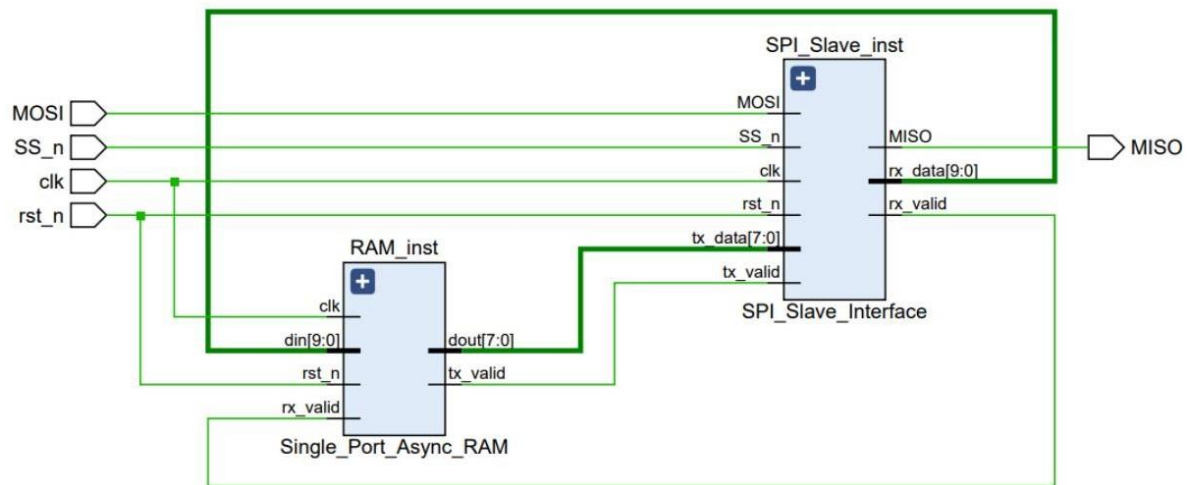 SPI_Slave_inst
MOSI
SS_n
clk
rst_n
MOSI
SS_n
clk
rst_n
tx_data[7:0]
tx_valid
MISO
rx_data[9:0]
rx_valid
SPI_Slave_Interface
MISO
RAM_inst
clk
din[9:0]
rst_n
rx_valid
dout[7:0]
tx_valid
Single_Port_Async_RAM